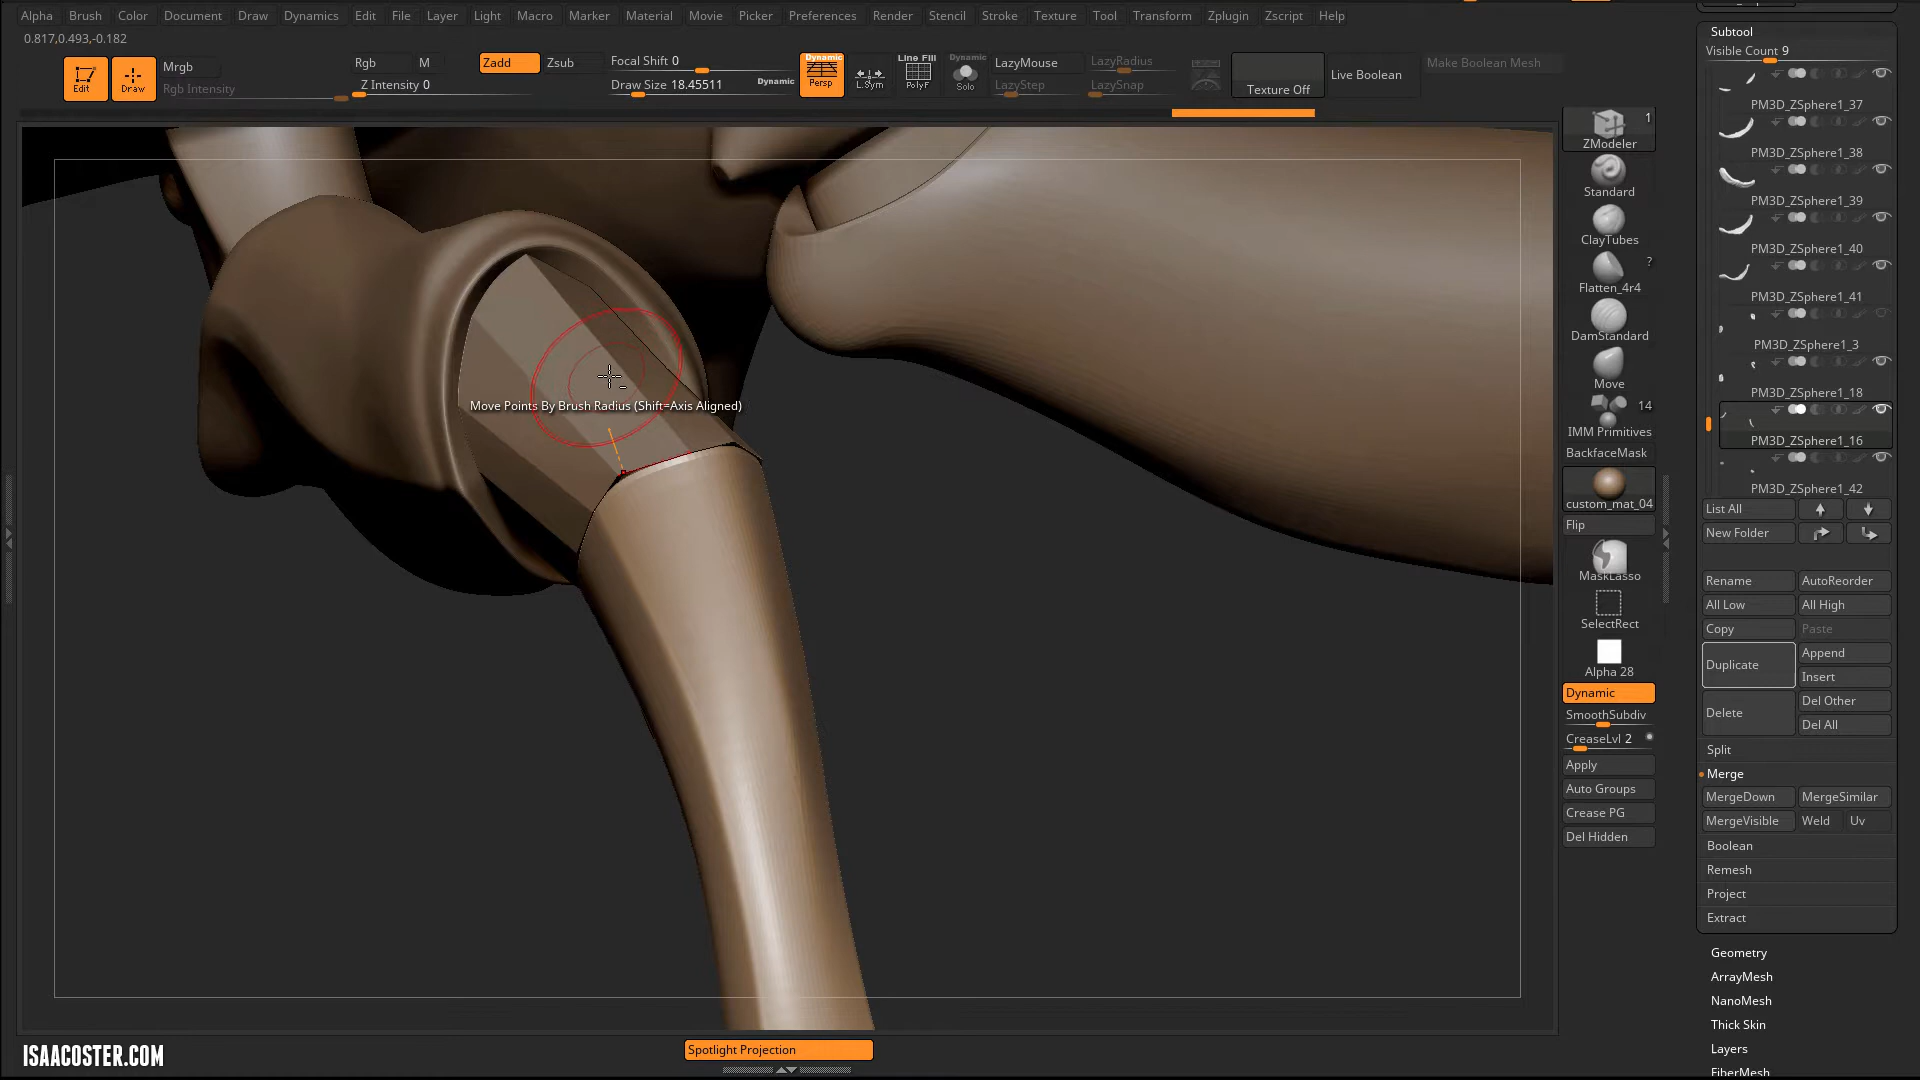 Alpha Brush Color Document Draw Dynamics Edit File Layer Light Macro Marker Material Movie Picker Preferences Render Stencil Stroke Texture Tool Transform Zplugin Zscript Help
0.817,0.493,-0.182
Edit
Draw
Mrgb
Rgb Intensity
Rgb M
Z Intensity 0
Zadd Zsub
Focal Shift 0
Draw Size 18.45511
Dynamic
Dynamic
Persp
L.Sym
Line Fill
PolyF
Dynamic
Solo
LazyMouse
LazyStep
LazyRadius
LazySnap
Texture Off
Live Boolean
Make Boolean Mesh
Move Points By Brush Radius (Shift=Axis Aligned)
1
ZModeler
Standard
ClayTubes
?
Flatten_4r4
DamStandard
Move
14
IMM Primitives
BackfaceMask
custom_mat_04
Flip
MaskLasso
SelectRect
Alpha 28
Dynamic
SmoothSubdiv
CreaseLvl 2
Apply
Auto Groups
Crease PG
Del Hidden
Subtool
Visible Count 9
PM3D_ZSphere1_37
PM3D_ZSphere1_38
PM3D_ZSphere1_39
PM3D_ZSphere1_40
PM3D_ZSphere1_41
PM3D_ZSphere1_3
PM3D_ZSphere1_18
PM3D_ZSphere1_16
PM3D_ZSphere1_42
List All
New Folder
Rename AutoReorder
All Low All High
Copy Paste
Duplicate
Append
Insert
Delete
Del Other
Del All
Split
Merge
MergeDown MergeSimilar
MergeVisible Weld Uv
Boolean
Remesh
Project
Extract
Geometry
ArrayMesh
NanoMesh
Thick Skin
Layers
FiberMesh
ISAACOSTER.COM
Spotlight Projection